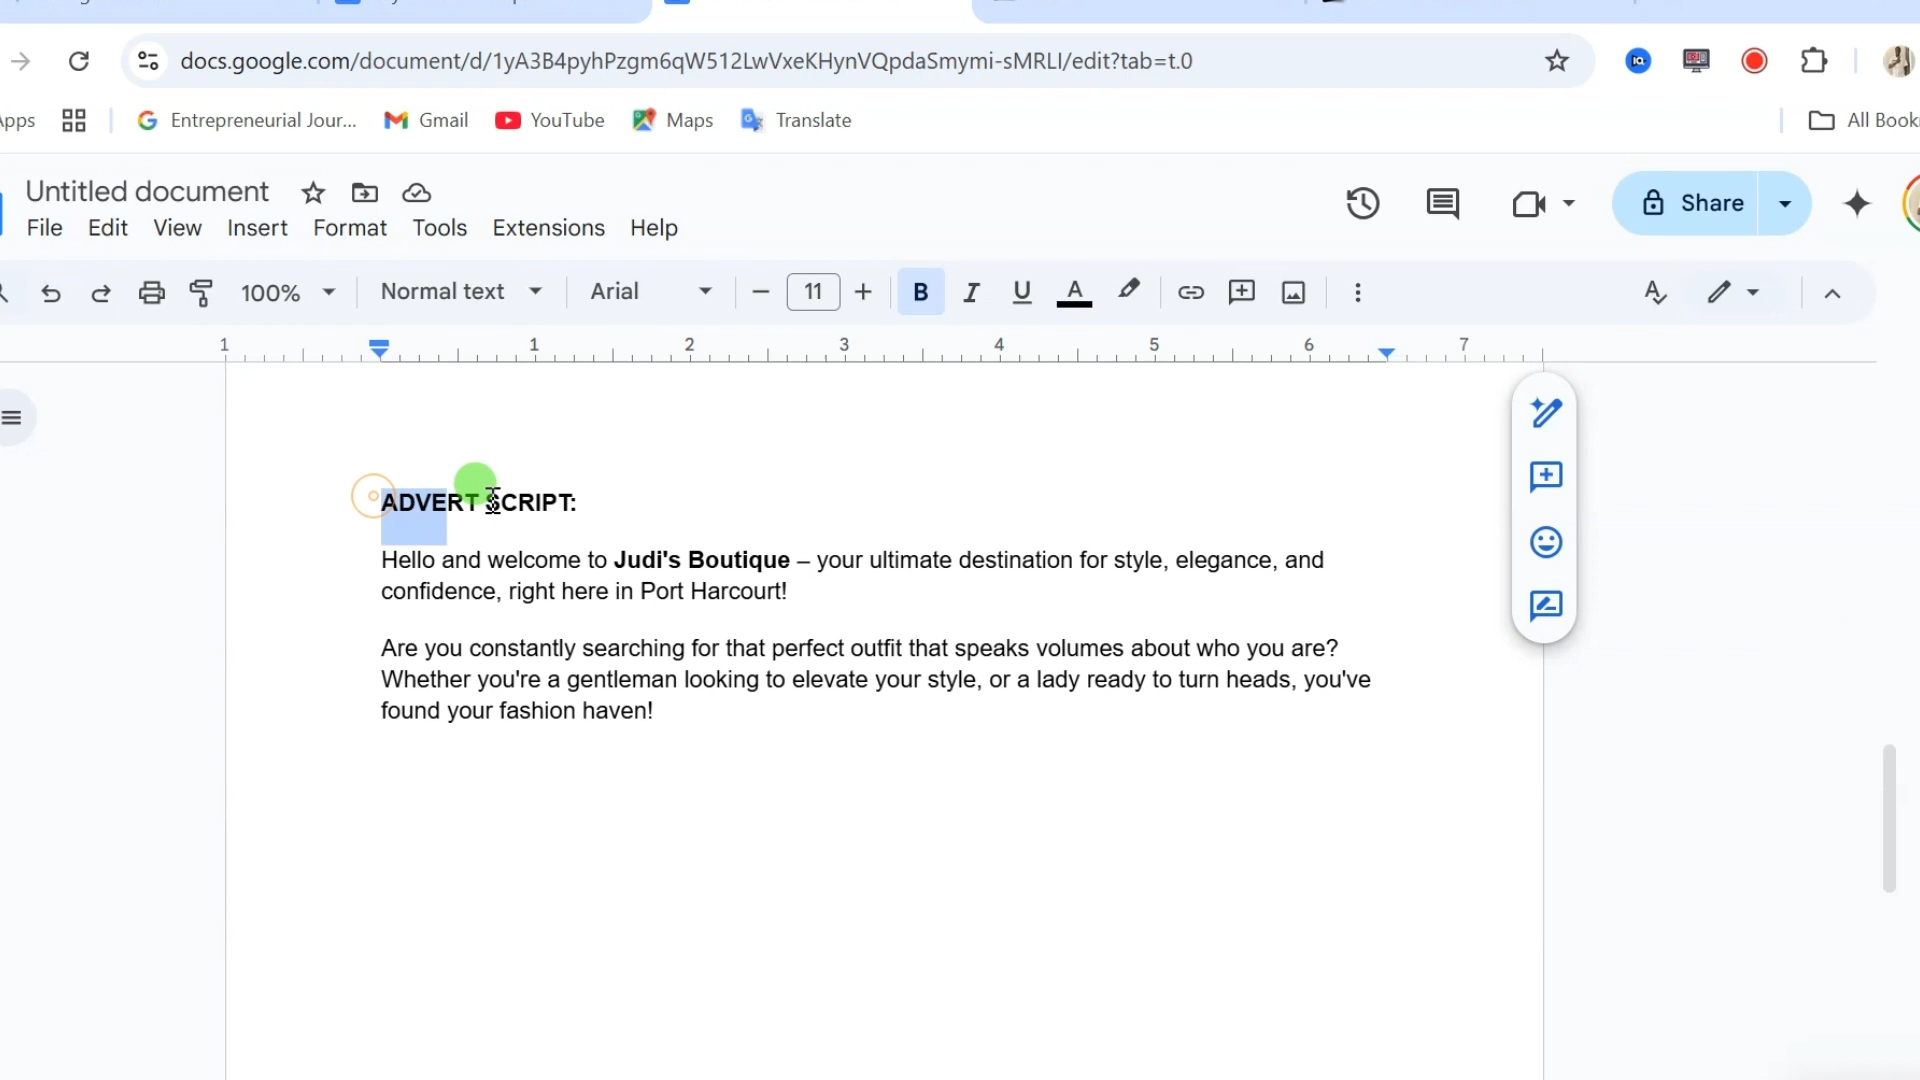 docs.google.com/document/d/1yA3B4pyhPzgm6qW512LwVxeKHynVQpdaSmymi-sMRLI/edit?tab=t.0
Entrepreneurial Jour... Gmail YouTube Maps Translate
Untitled document
Share
File Edit View Insert Format Tools Extensions Help
100% Normal text Arial 11 B I U A
1 1 2 3 4 5 6 7
ADVERT SCRIPT:
Hello and welcome to Judi's Boutique – your ultimate destination for style, elegance, and
confidence, right here in Port Harcourt!
Are you constantly searching for that perfect outfit that speaks volumes about who you are?
Whether you're a gentleman looking to elevate your style, or a lady ready to turn heads, you've
found your fashion haven!